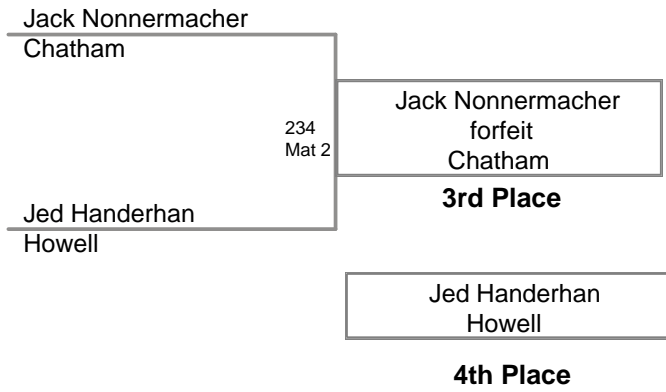 Jack Nonnermacher
Chatham
234
Mat 2
Jack Nonnermacher
forfeit
Chatham
3rd Place
Jed Handerhan
Howell
Jed Handerhan
Howell
4th Place